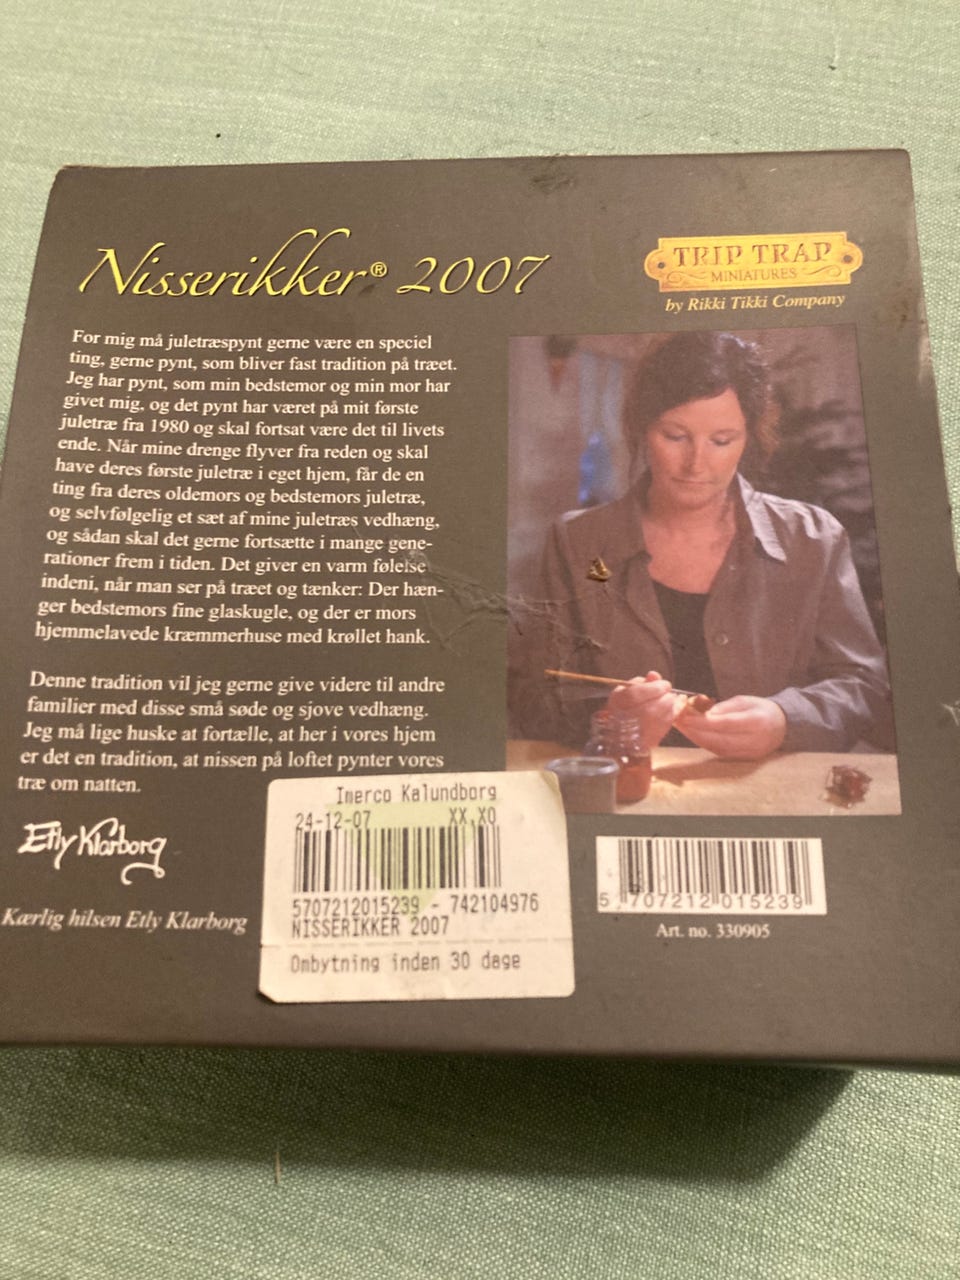 Nisserikker® 2007
TRIP TRAP
MINIATURES
by Rikki Tikki Company
For mig må juletræspynt gerne være en speciel
ting, gerne pynt, som bliver fast tradition på træet.
Jeg har pynt, som min bedstemor og min mor har
givet mig, og det pynt har været på mit første
juletræ fra 1980 og skal fortsat være det til livets
ende. Når mine drenge flyver fra reden og skal
have deres første juletræ i eget hjem, får de en
ting fra deres oldemors og bedstemors juletræ,
og selvfølgelig et sæt af mine juletræs vedhæng,
og sådan skal det gerne fortsætte i mange gene-
rationer frem i tiden. Det giver en varm følelse
indeni, når man ser på træet og tænker: Der hæn-
ger bedstemors fine glaskugle, og der er mors
hjemmelavede kræmmerhuse med krøllet hank.
Denne tradition vil jeg gerne give videre til andre
familier med disse små søde og sjove vedhæng.
Jeg må lige huske at fortælle, at her i vores hjem
er det en tradition, at nissen på loftet pynter vores
træ om natten.
Etly Klarborg
Kærlig hilsen Etly Klarborg
Imerco Kalundborg
24-12-07 XX,XO
5707212015239 - 742104976
NISSERIKKER 2007
Ombytning inden 30 dage
5 707212 015239
Art. no. 330905